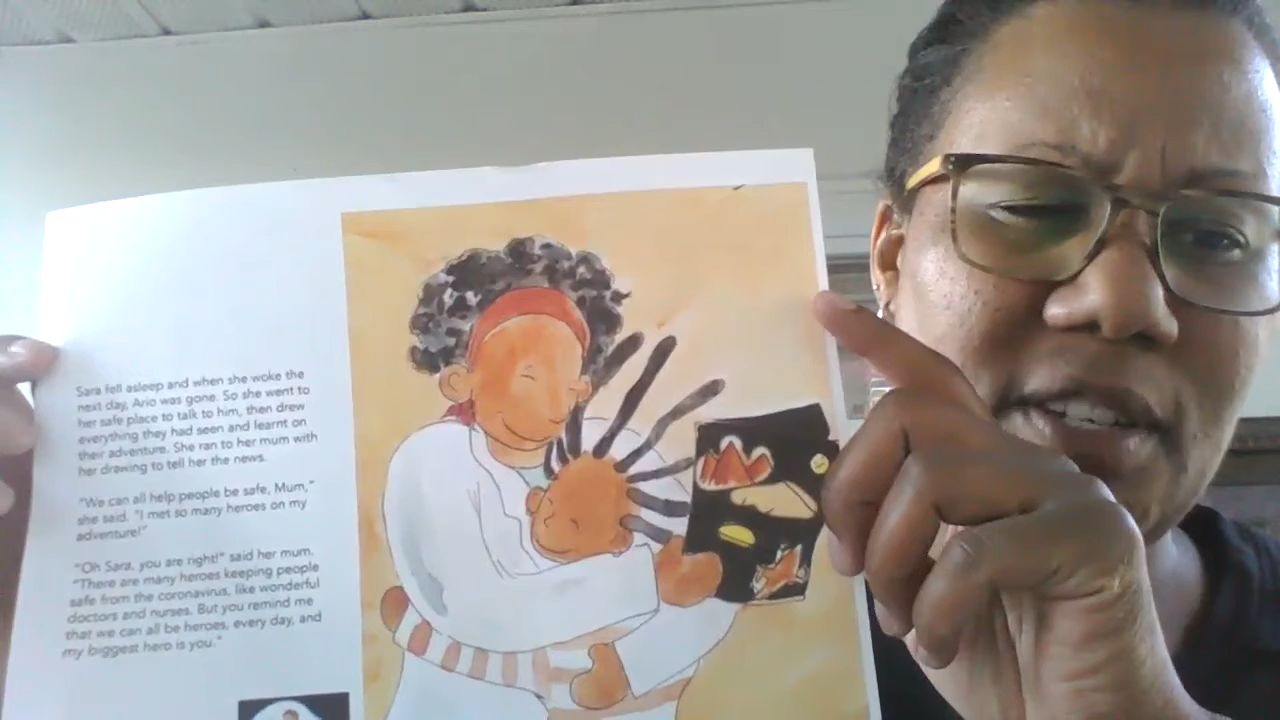 Sara fell asleep and when she woke the
next day, Ario was gone. So she went to
her safe place to talk to him, then drew
everything they had seen and learnt on
their adventure. She ran to her mum with
her drawing to tell her the news.
"We can all help people be safe, Mum,"
she said. "I met so many heroes on my
adventure!"
"Oh Sara, you are right!" said her mum.
"There are many heroes keeping people
safe from the coronavirus, like wonderful
doctors and nurses. But you remind me
that we can all be heroes, every day, and
my biggest hero is you."